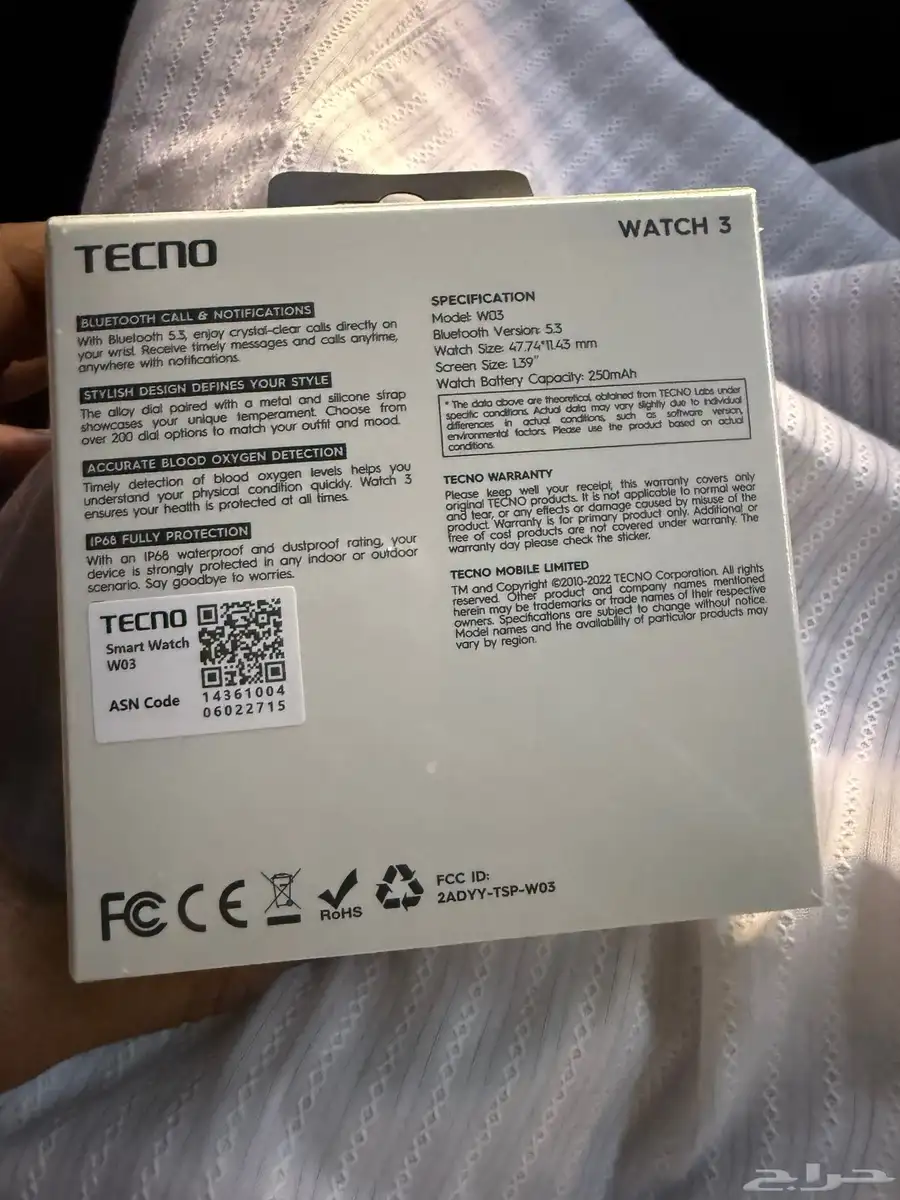 TECNO
WATCH 3
BLUETOOTH CALL & NOTIFICATIONS
With Bluetooth 5.3, enjoy crystal-clear calls directly on
your wrist. Receive timely messages and calls anytime,
anywhere with notifications.
STYLISH DESIGN DEFINES YOUR STYLE
The alloy dial paired with a metal and silicone strap
showcases your unique temperament. Choose from
over 200 dial options to match your outfit and mood.
ACCURATE BLOOD OXYGEN DETECTION
Timely detection of blood oxygen levels helps you
understand your physical condition quickly. Watch 3
ensures your health is protected at all times.
IP68 FULLY PROTECTION
With an IP68 waterproof and dustproof rating, your
device is strongly protected in any indoor or outdoor
scenario. Say goodbye to worries.
TECNO
Smart Watch
W03
ASN Code
14361004
06022715
SPECIFICATION
Model: W03
Bluetooth Version: 5.3
Watch Size: 47.74*11.43 mm
Screen Size: 1.39"
Watch Battery Capacity: 250mAh
* The data above are theoretical, obtained from TECNO Labs under
specific conditions. Actual data may vary slightly due to individual
differences in actual conditions, such as software version,
environmental factors. Please use the product based on actual
conditions.
TECNO WARRANTY
Please keep well your receipt, this warranty covers only
original TECNO products. It is not applicable to normal wear
and tear, or any effects or damage caused by misuse of the
product. Warranty is for primary product only. Additional or
free of cost products are not covered under warranty. The
warranty day please check the sticker.
TECNO MOBILE LIMITED
TM and Copyright ©2010-2022 TECNO Corporation. All rights
reserved. Other product and company names mentioned
herein may be trademarks or trade names of their respective
owners. Specifications are subject to change without notice.
Model names and the availability of particular products may
vary by region.
FC CE
RoHS
FCC ID:
2ADYY-TSP-W03
حراج